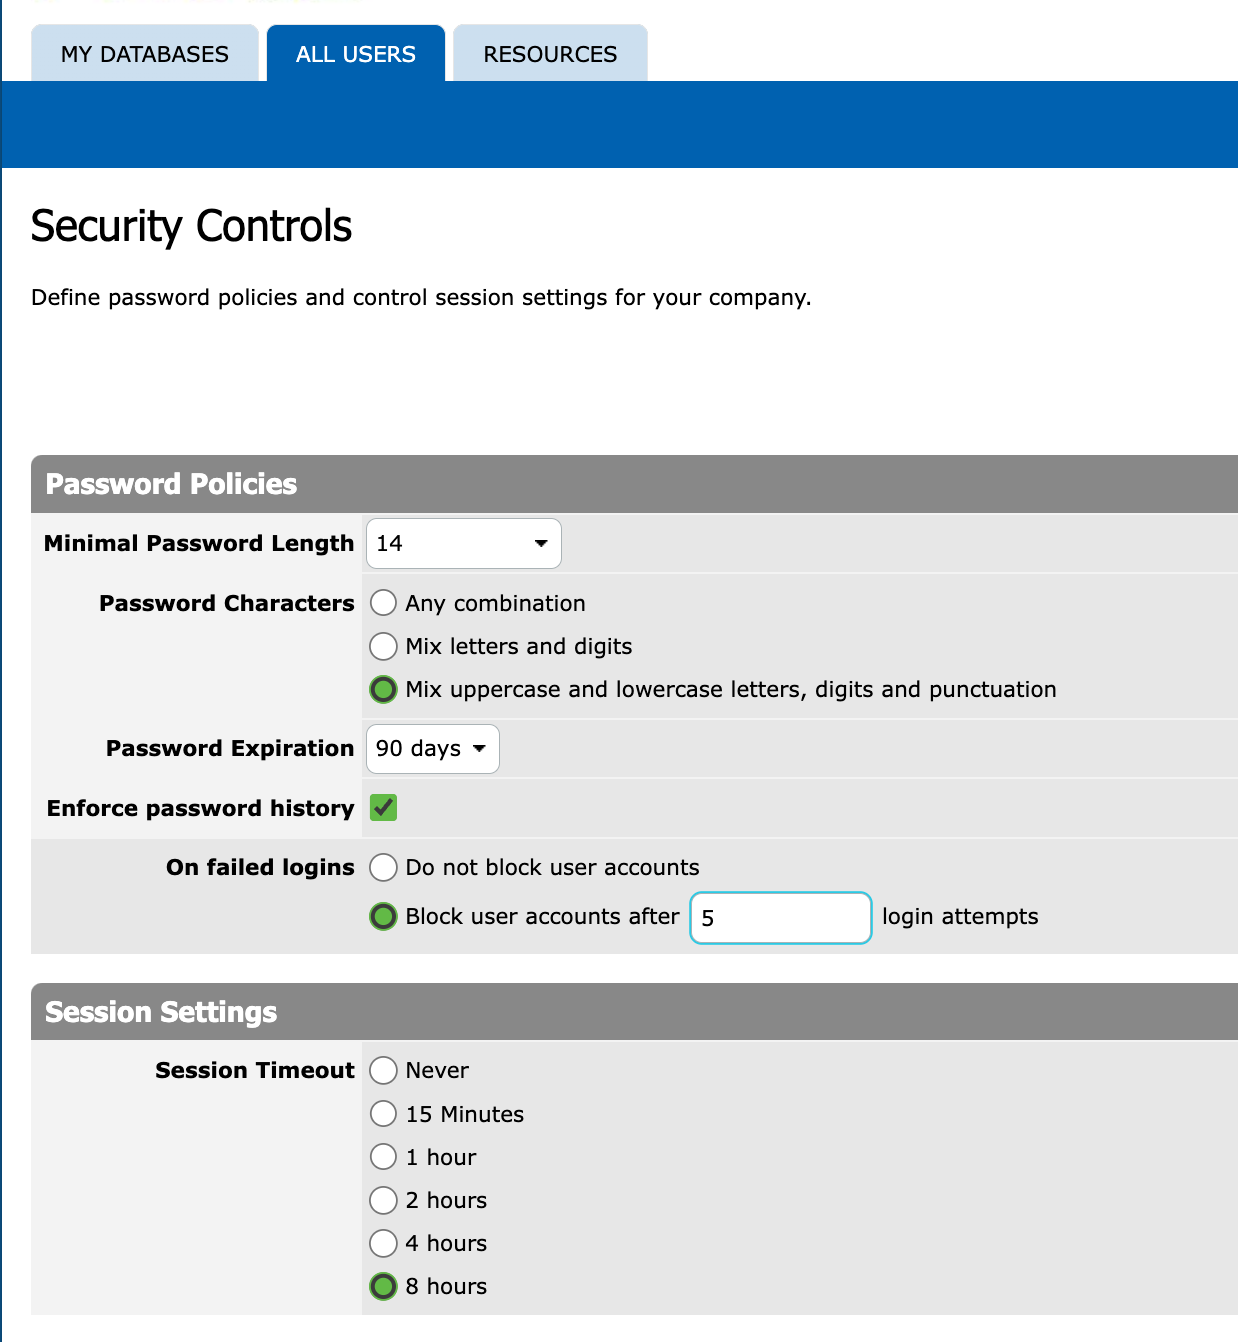 MY DATABASES ALL USERS RESOURCES
Security Controls
Define password policies and control session settings for your company.
Password Policies
Minimal Password Length 14
Password Characters Any combination
Mix letters and digits
Mix uppercase and lowercase letters, digits and punctuation
Password Expiration 90 days
Enforce password history
On failed logins Do not block user accounts
Block user accounts after 5 login attempts
Session Settings
Session Timeout Never
15 Minutes
1 hour
2 hours
4 hours
8 hours